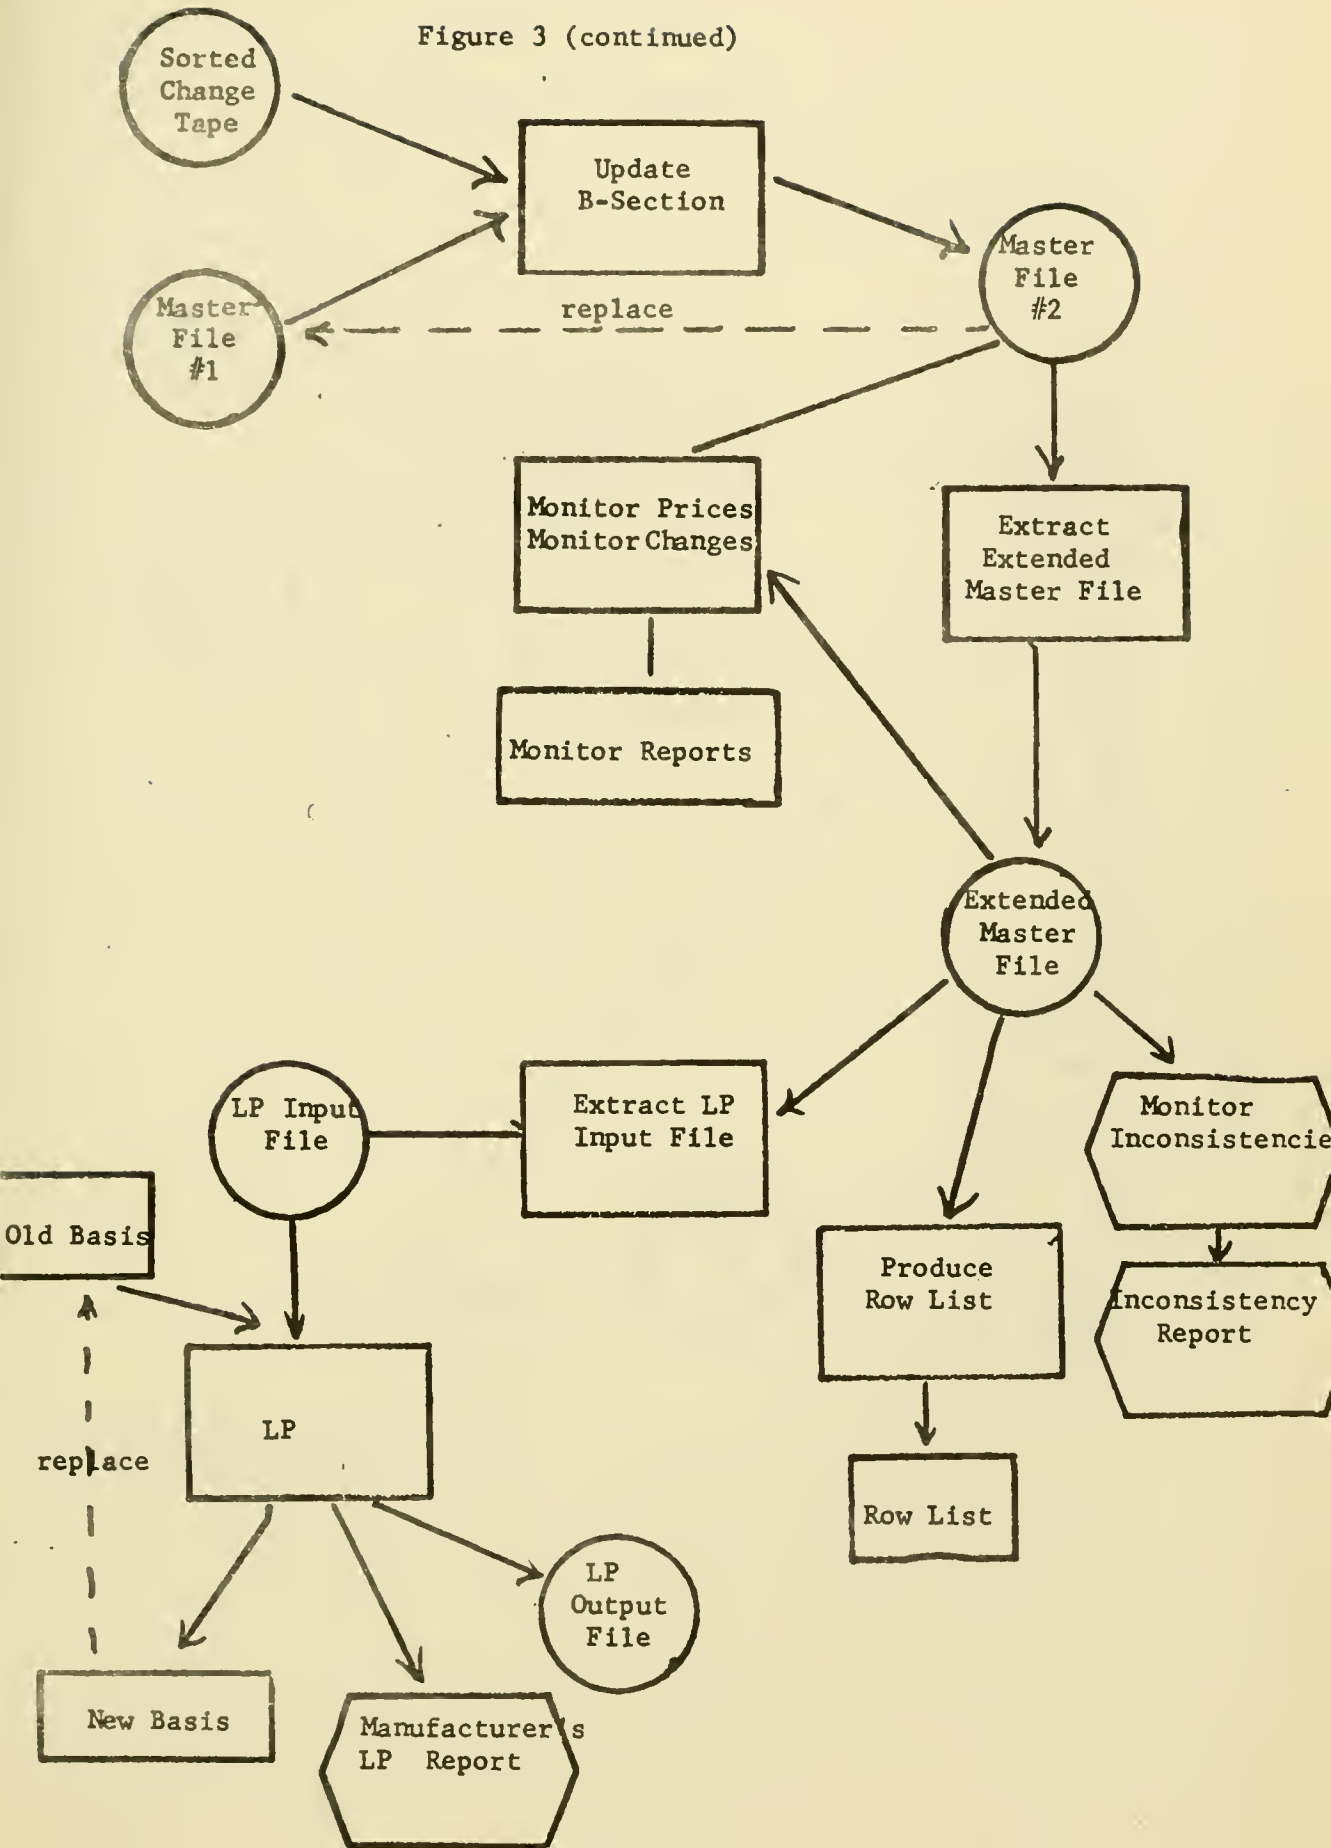 Figure 3 (continued)
Sorted
Change
Tape
Update
B-Section
Master
File
#2
replace
Master
File
#1
Monitor Prices
Monitor Changes
Extract
Extended
Master File
Monitor Reports
Extended
Master
File
LP Input
File
Extract LP
Input File
Monitor
Inconsistencie
Old Basis
Produce
Row List
Inconsistency
Report
LP
replace
Row List
LP
Output
File
New Basis
Manufacturer's
LP Report